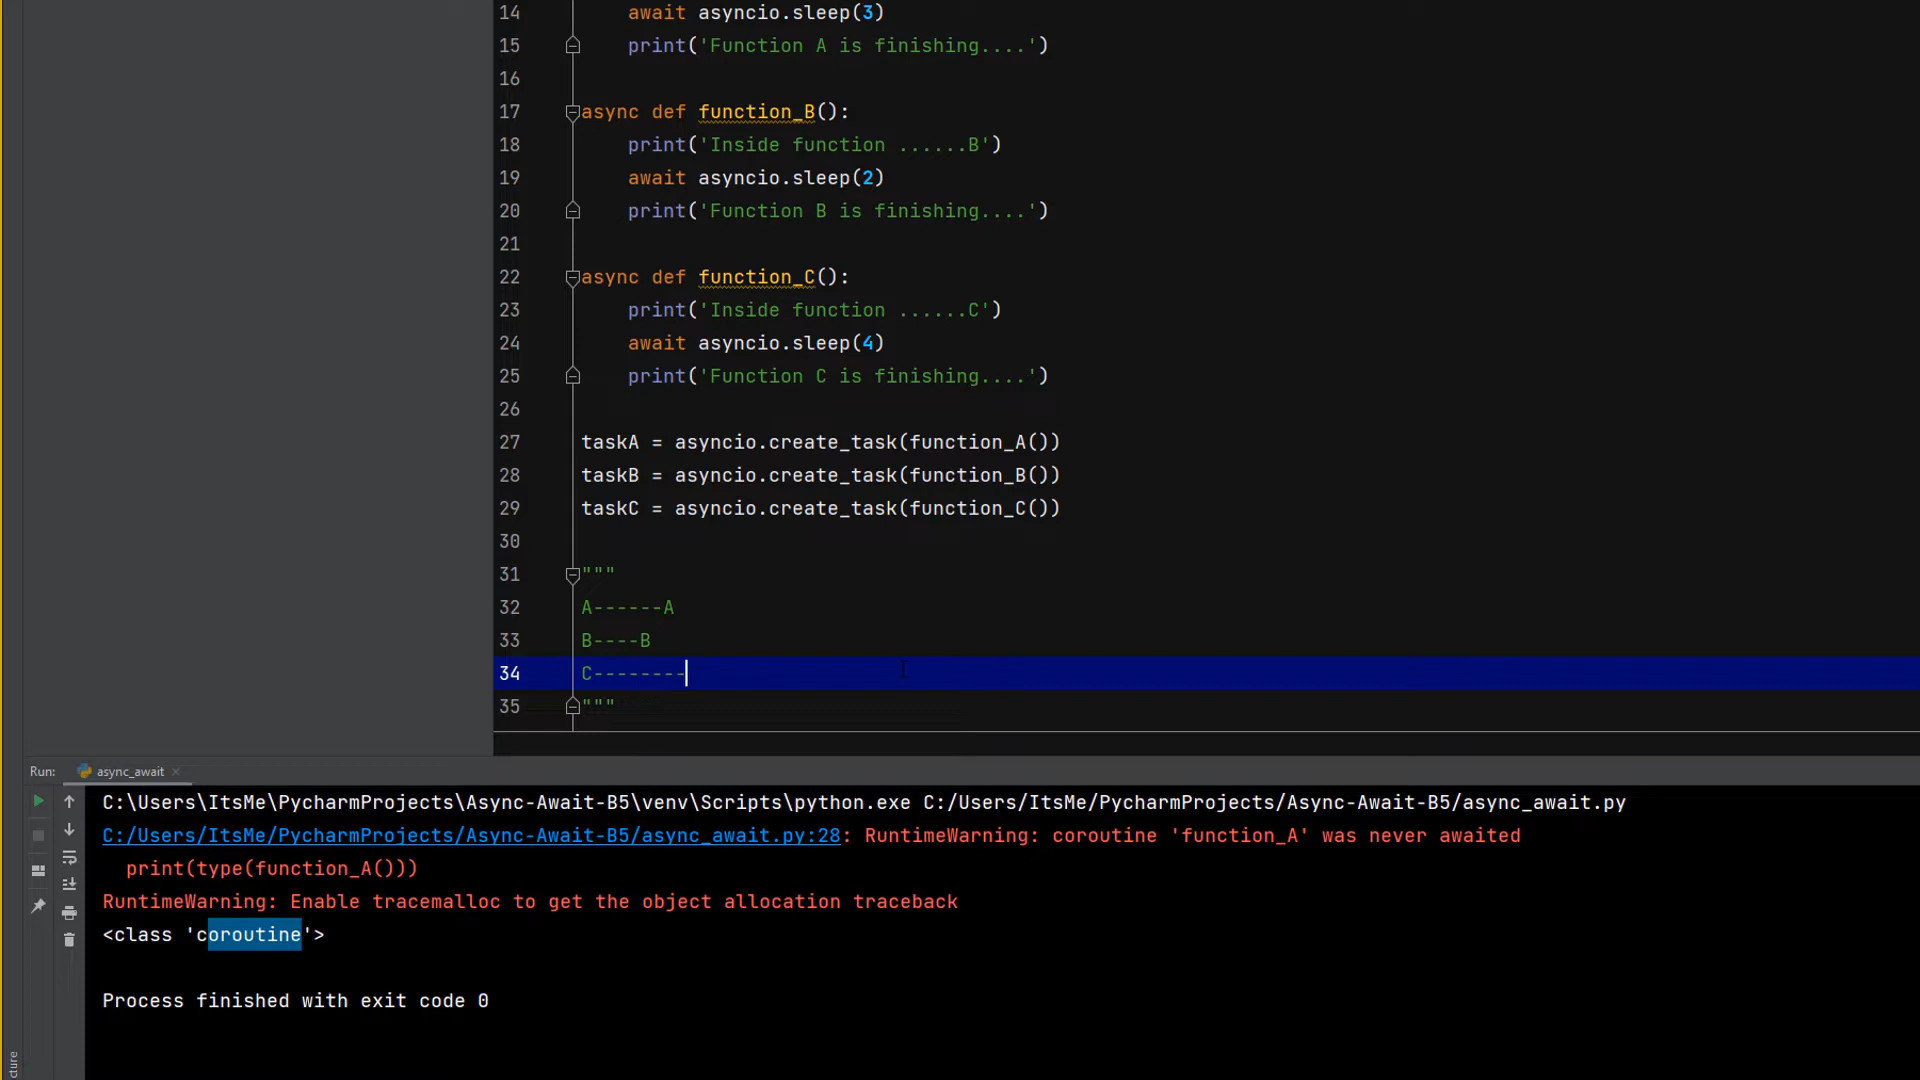 14 await asyncio.sleep(3)
15 print('Function A is finishing....')
16
17 async def function_B():
18 print('Inside function ......B')
19 await asyncio.sleep(2)
20 print('Function B is finishing....')
21
22 async def function_C():
23 print('Inside function ......C')
24 await asyncio.sleep(4)
25 print('Function C is finishing....')
26
27 taskA = asyncio.create_task(function_A())
28 taskB = asyncio.create_task(function_B())
29 taskC = asyncio.create_task(function_C())
30
31 """
32 A------A
33 B----B
34 C--------
35 """
Run: async_await
C:\Users\ItsMe\PycharmProjects\Async-Await-B5\venv\Scripts\python.exe C:/Users/ItsMe/PycharmProjects/Async-Await-B5/async_await.py
C:/Users/ItsMe/PycharmProjects/Async-Await-B5/async_await.py:28: RuntimeWarning: coroutine 'function_A' was never awaited
print(type(function_A()))
RuntimeWarning: Enable tracemalloc to get the object allocation traceback
<class 'coroutine'>
Process finished with exit code 0
cture